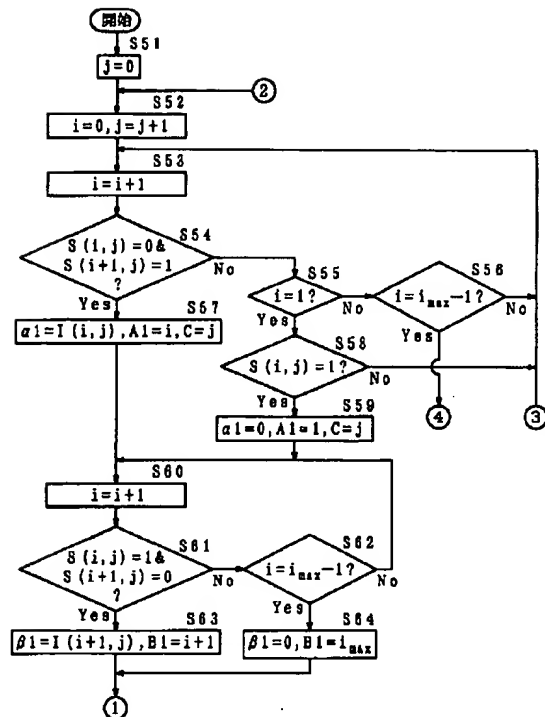 開始
S51
j=0
②
S52
i=0,j=j+1
S53
i=i+1
S54
S(i,j)=0&
S(i+1,j)=1
?
No
Yes
S55
i=1?
No
Yes
S56
i=imax-1?
No
Yes
S57
α1=I(i,j),A1=i,C=j
S58
S(i,j)=1?
No
Yes
④
③
S59
α1=0,A1=1,C=j
S60
i=i+1
S61
S(i,j)=1&
S(i+1,j)=0
?
No
Yes
S62
i=imax-1?
No
Yes
S63
β1=I(i+1,j),B1=i+1
S64
β1=0,B1=imax
①